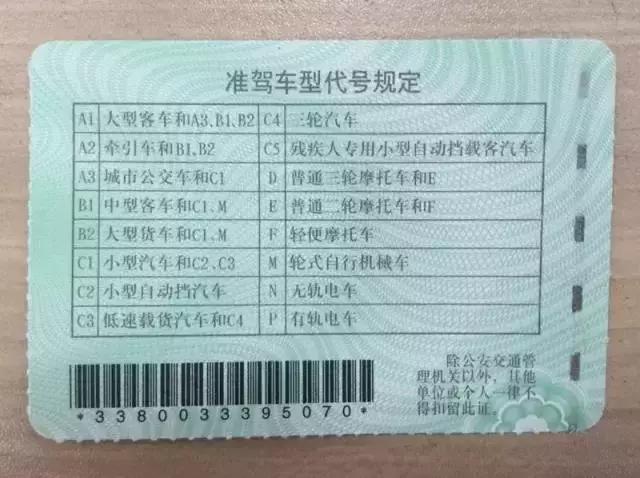 准驾车型代号规定
A1 大型客车和A3、B1、B2 C4 三轮汽车
A2 牵引车和B1、B2 C5 残疾人专用小型自动挡载客汽车
A3 城市公交车和C1 D 普通三轮摩托车和E
B1 中型客车和C1、M E 普通二轮摩托车和F
B2 大型货车和C1、M F 轻便摩托车
C1 小型汽车和C2、C3 M 轮式自行机械车
C2 小型自动挡汽车 N 无轨电车
C3 低速载货汽车和C4 P 有轨电车
除公安交通管
理机关以外，其他
单位或个人一律不
得扣留此证。
*3380033395070*